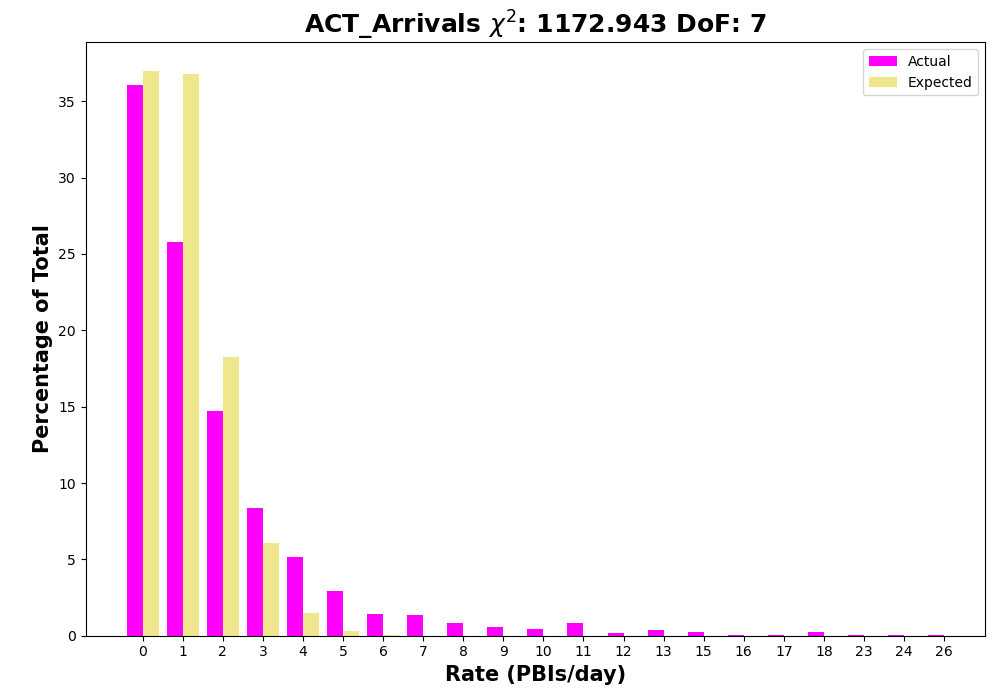 ACT_Arrivals χ²: 1172.943 DoF: 7
Actual
Expected
Percentage of Total
35
30
25
20
15
10
5
0
0 1 2 3 4 5 6 7 8 9 10 11 12 13 15 16 17 18 23 24 26
Rate (PBIs/day)